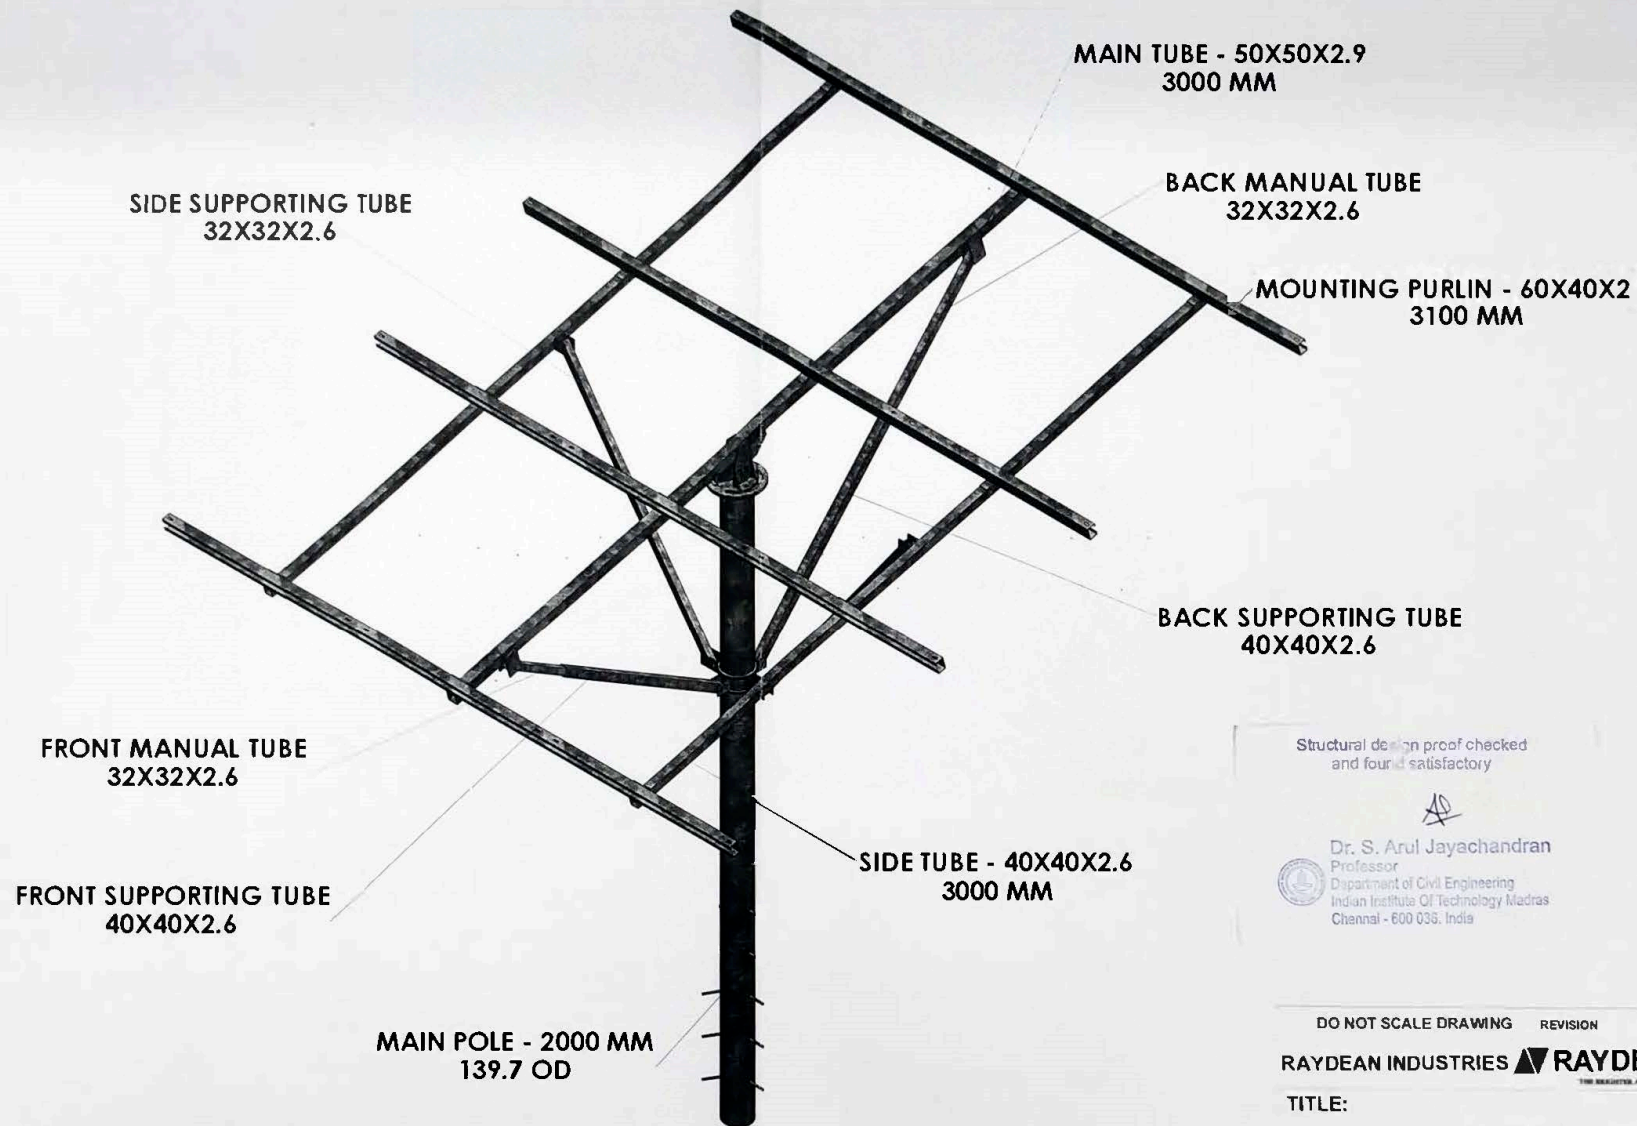 MAIN TUBE - 50X50X2.9
3000 MM
BACK MANUAL TUBE
32X32X2.6
SIDE SUPPORTING TUBE
32X32X2.6
MOUNTING PURLIN - 60X40X2
3100 MM
BACK SUPPORTING TUBE
40X40X2.6
FRONT MANUAL TUBE
32X32X2.6
FRONT SUPPORTING TUBE
40X40X2.6
SIDE TUBE - 40X40X2.6
3000 MM
MAIN POLE - 2000 MM
139.7 OD
Structural proof checked
and satisfactory
Dr. S. Arul Jayachandran
Professor
Department of Civil Engineering
Indian Institute Of Technology Madras
Chennai - 600 036. India
DO NOT SCALE DRAWING REVISION
RAYDEAN INDUSTRIES RAYDE
TITLE: